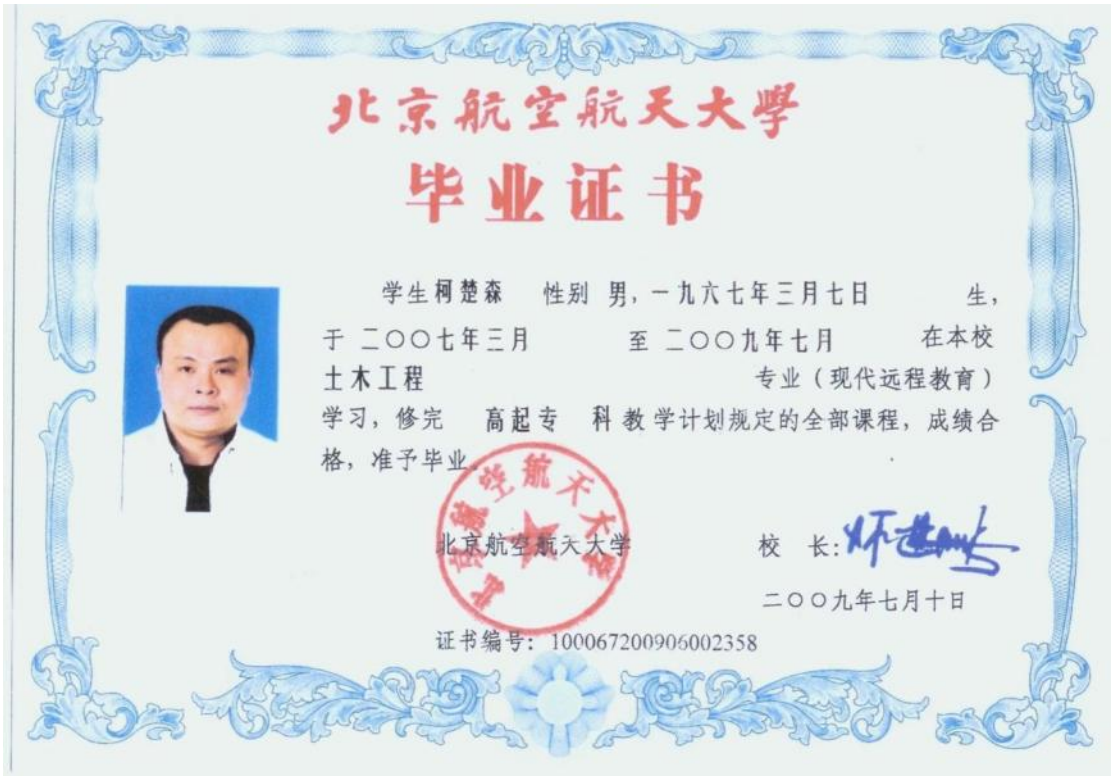 北京航空航天大學
毕业证书
学生柯楚森 性别 男，一九六七年三月七日 生，
于 二〇〇七年三月 至 二〇〇九年七月 在本校
土木工程 专业（现代远程教育）
学习，修完 高起专 科 教学计划规定的全部课程，成绩合
格，准予毕业。
北京航空航天大学
北京航空航天大学 校 长：
二〇〇九年七月十日
证书编号：100067200906002358